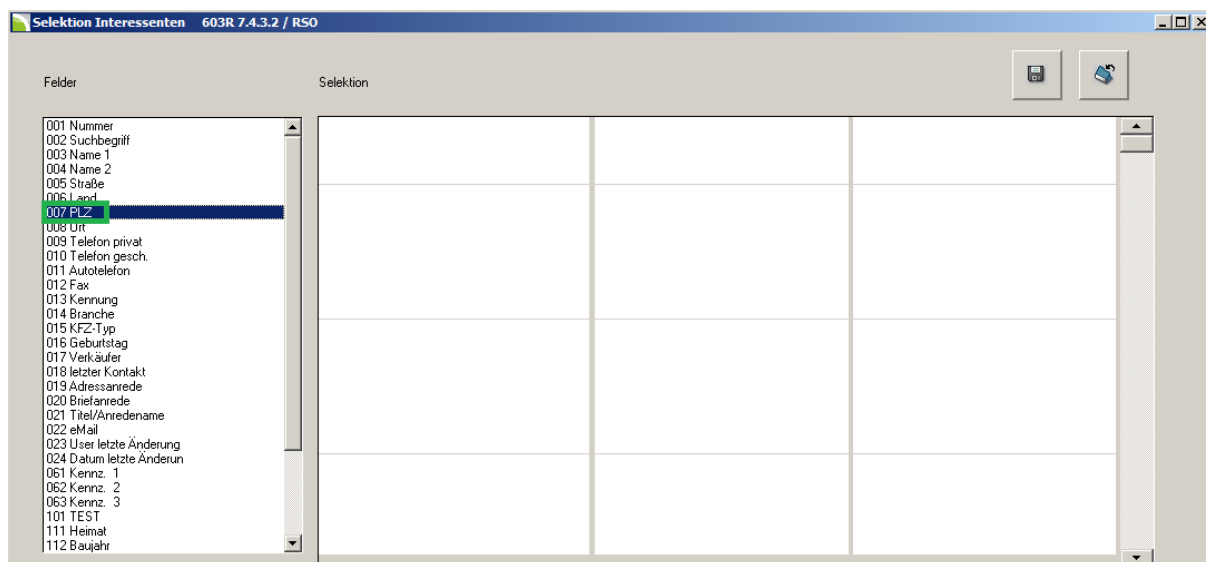 Selektion Interessenten 603R 7.4.3.2 / RSO
Felder
Selektion
001 Nummer
002 Suchbegriff
003 Name 1
004 Name 2
005 Straße
006 Land
007 PLZ
008 Ort
009 Telefon privat
010 Telefon gesch.
011 Autotelefon
012 Fax
013 Kennung
014 Branche
015 KFZ-Typ
016 Geburtstag
017 Verkäufer
018 letzter Kontakt
019 Adressanrede
020 Briefanrede
021 Titel/Anredename
022 eMail
023 User letzte Änderung
024 Datum letzte Änderun
061 Kennz. 1
062 Kennz. 2
063 Kennz. 3
101 TEST
111 Heimat
112 Baujahr